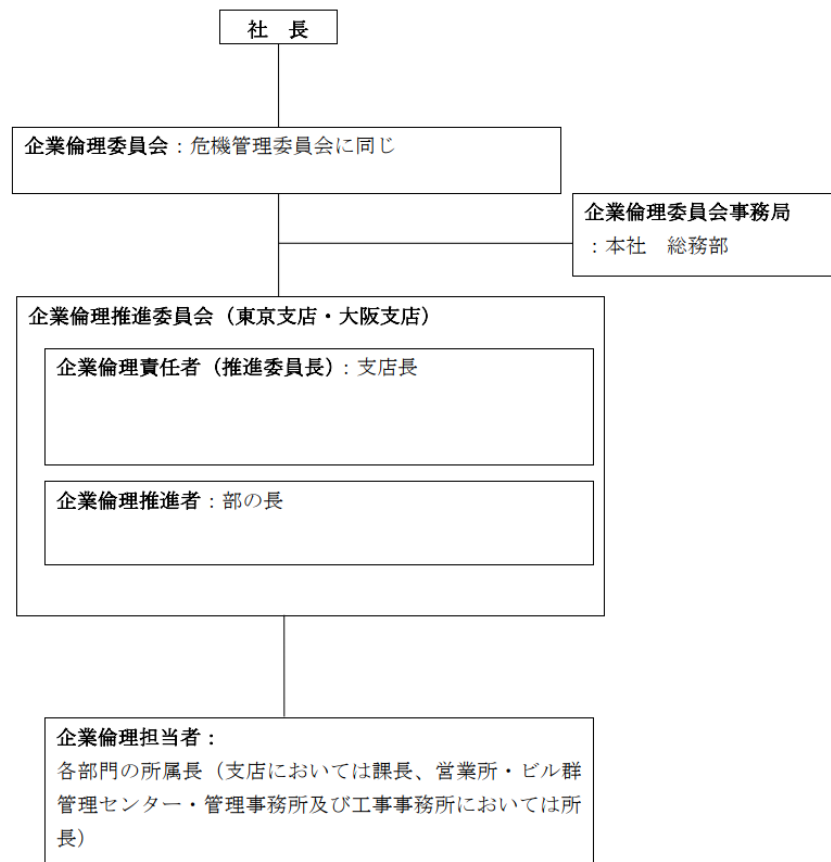 社　長
企業倫理委員会：危機管理委員会に同じ
企業倫理委員会事務局
：本社　総務部
企業倫理推進委員会（東京支店・大阪支店）
企業倫理責任者（推進委員長）：支店長
企業倫理推進者：部の長
企業倫理担当者：
各部門の所属長（支店においては課長、営業所・ビル群
管理センター・管理事務所及び工事事務所においては所
長）